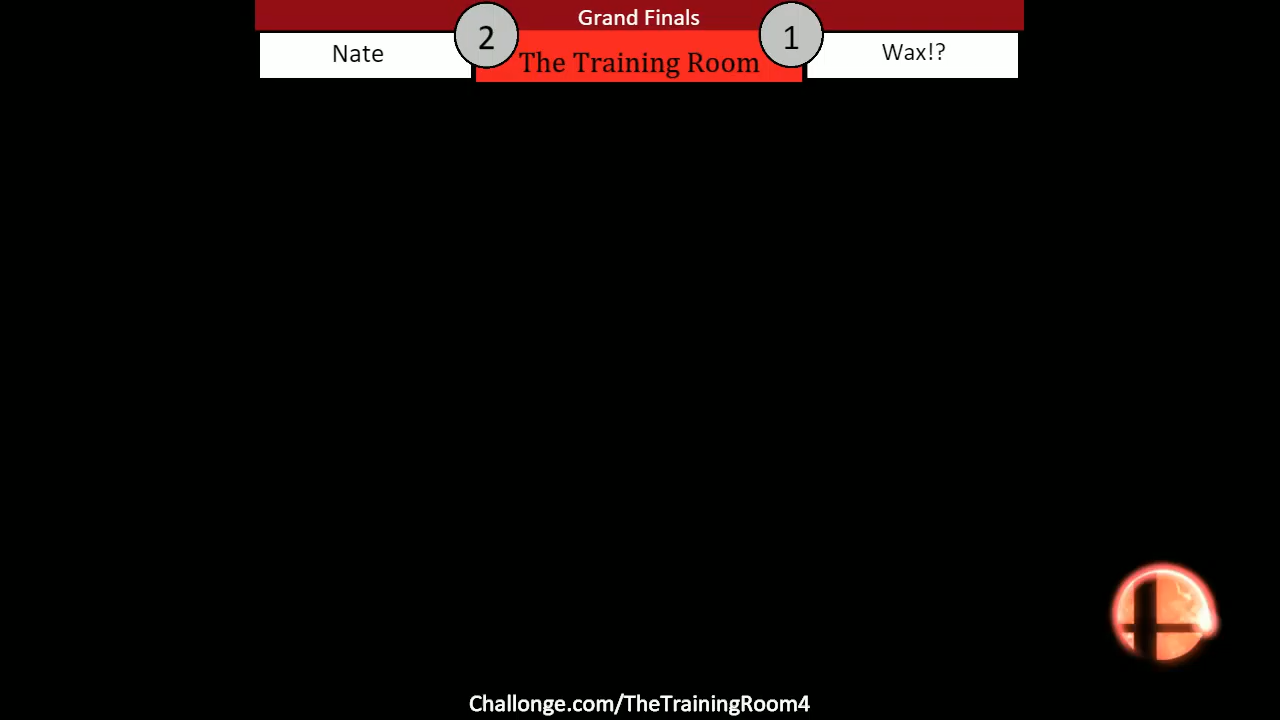 Grand Finals
Nate
2
The Training Room
1
Wax!?
Challonge.com/TheTrainingRoom4